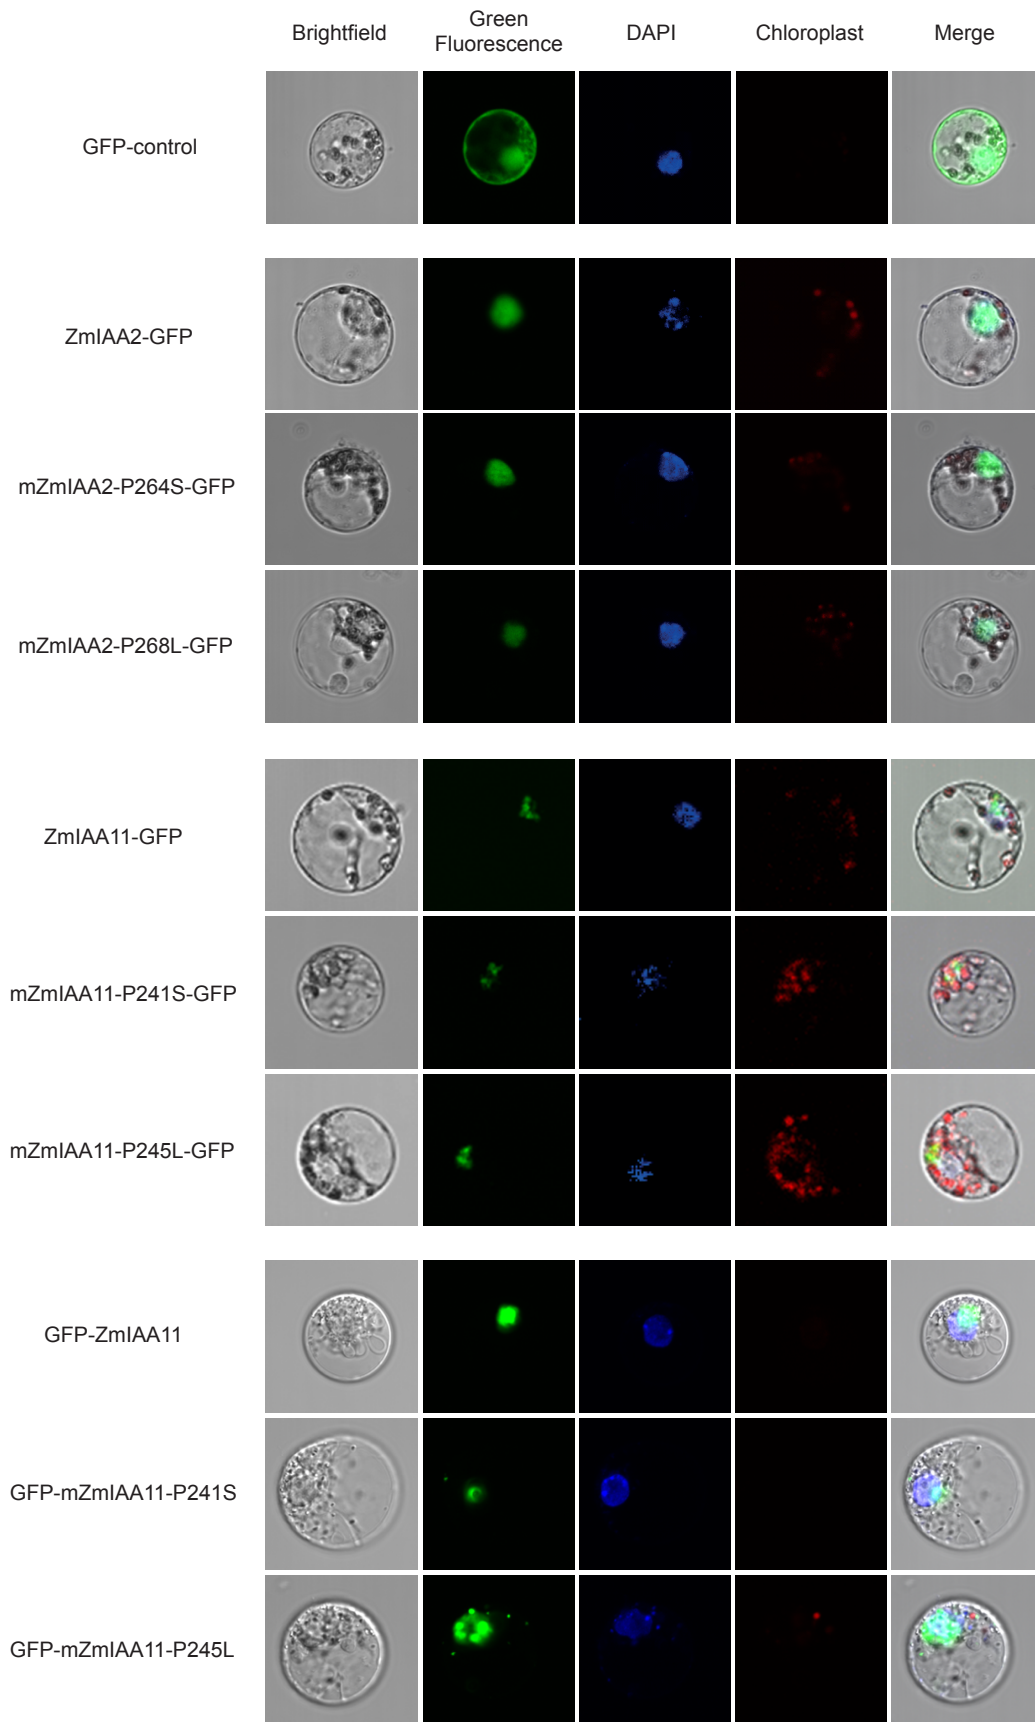 Brightfield
Green
Fluorescence
DAPI
Chloroplast
Merge
GFP-control
ZmIAA2-GFP
mZmIAA2-P264S-GFP
mZmIAA2-P268L-GFP
ZmIAA11-GFP
mZmIAA11-P241S-GFP
mZmIAA11-P245L-GFP
GFP-ZmIAA11
GFP-mZmIAA11-P241S
GFP-mZmIAA11-P245L